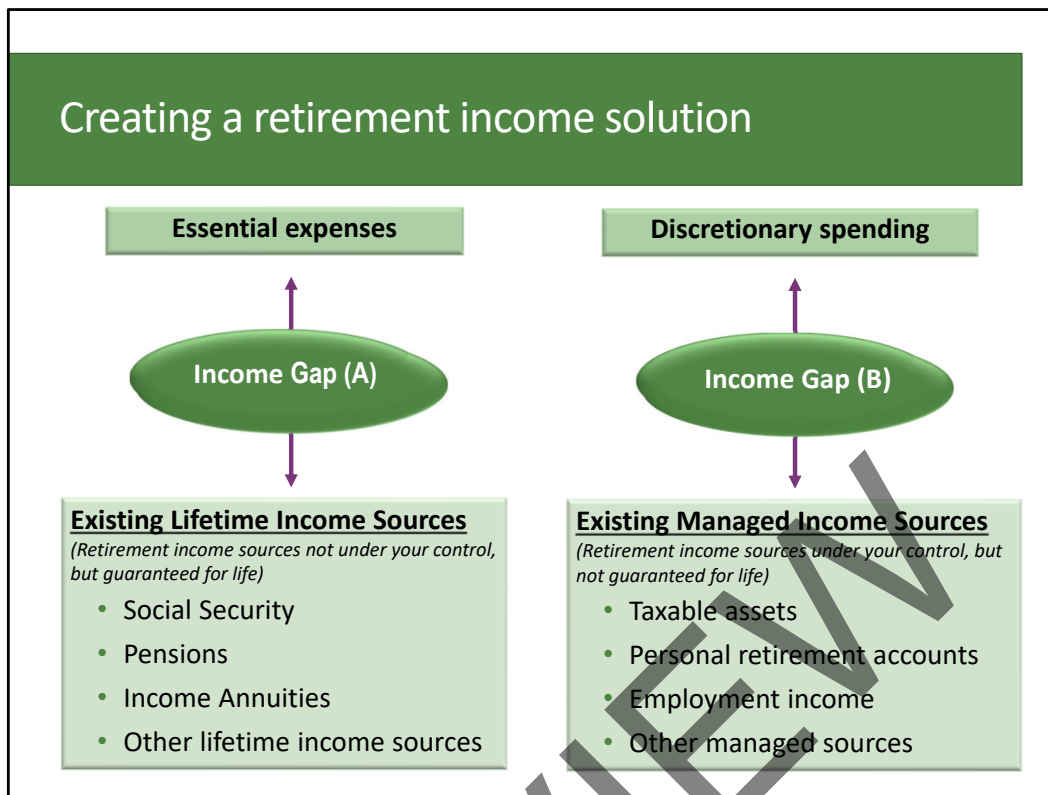 Creating a retirement income solution
Essential expenses
Income Gap (A)
Existing Lifetime Income Sources
(Retirement income sources not under your control,
but guaranteed for life)
• Social Security
• Pensions
• Income Annuities
• Other lifetime income sources
Discretionary spending
Income Gap (B)
Existing Managed Income Sources
(Retirement income sources under your control, but
not guaranteed for life)
• Taxable assets
• Personal retirement accounts
• Employment income
• Other managed sources
VIEW